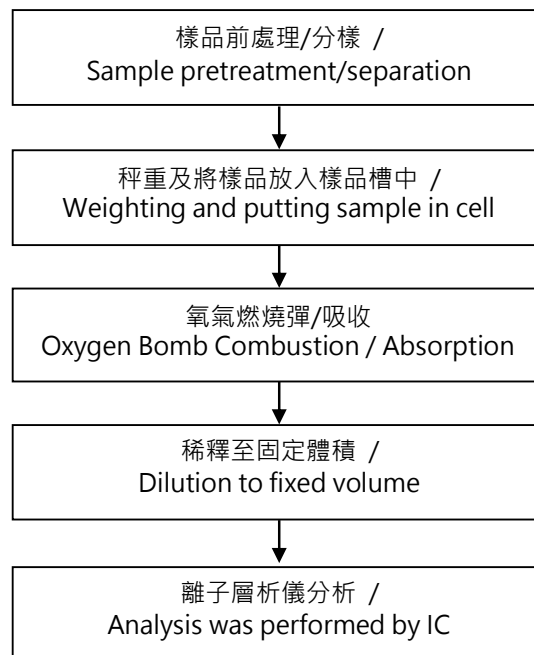 樣品前處理/分樣 /
Sample pretreatment/separation
秤重及將樣品放入樣品槽中 /
Weighting and putting sample in cell
氧氣燃燒彈/吸收
Oxygen Bomb Combustion / Absorption
稀釋至固定體積 /
Dilution to fixed volume
離子層析儀分析 /
Analysis was performed by IC